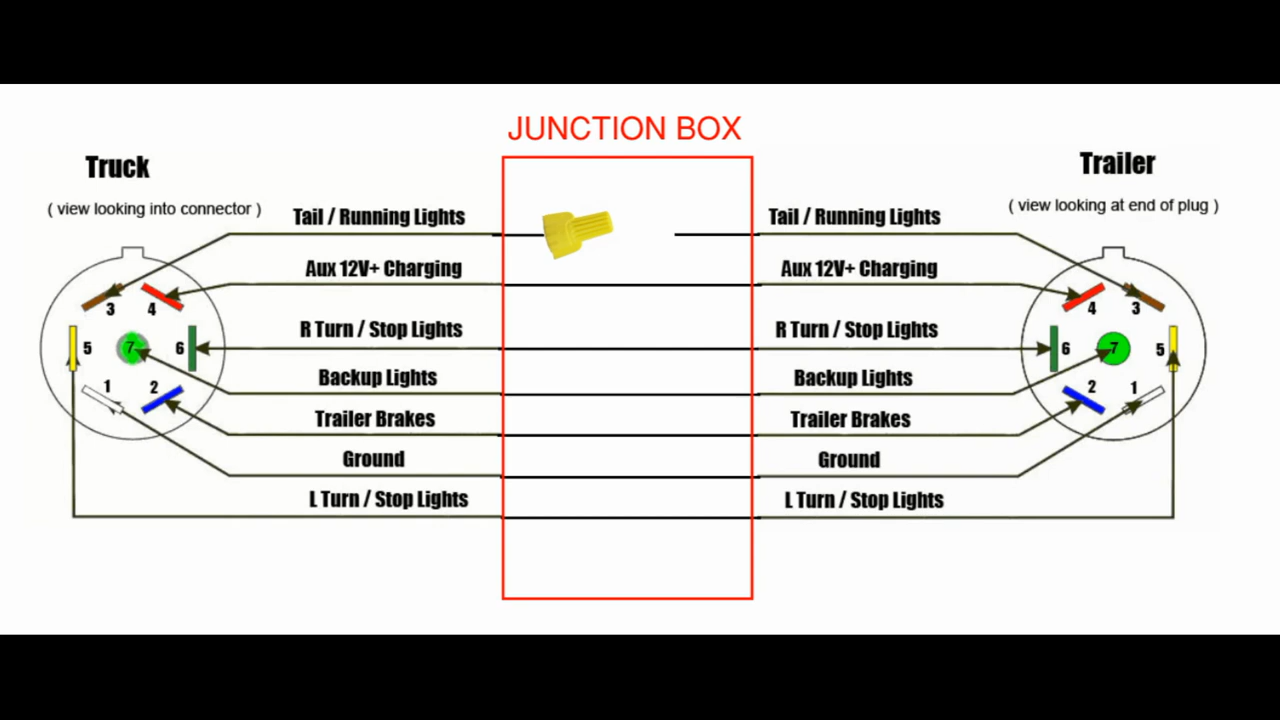 JUNCTION BOX
Truck
( view looking into connector )
Tail / Running Lights
Aux 12V+ Charging
R Turn / Stop Lights
Backup Lights
Trailer Brakes
Ground
L Turn / Stop Lights
3 4
5 7 6
1 2
Trailer
( view looking at end of plug )
Tail / Running Lights
Aux 12V+ Charging
R Turn / Stop Lights
Backup Lights
Trailer Brakes
Ground
L Turn / Stop Lights
4 3
6 7 5
2 1